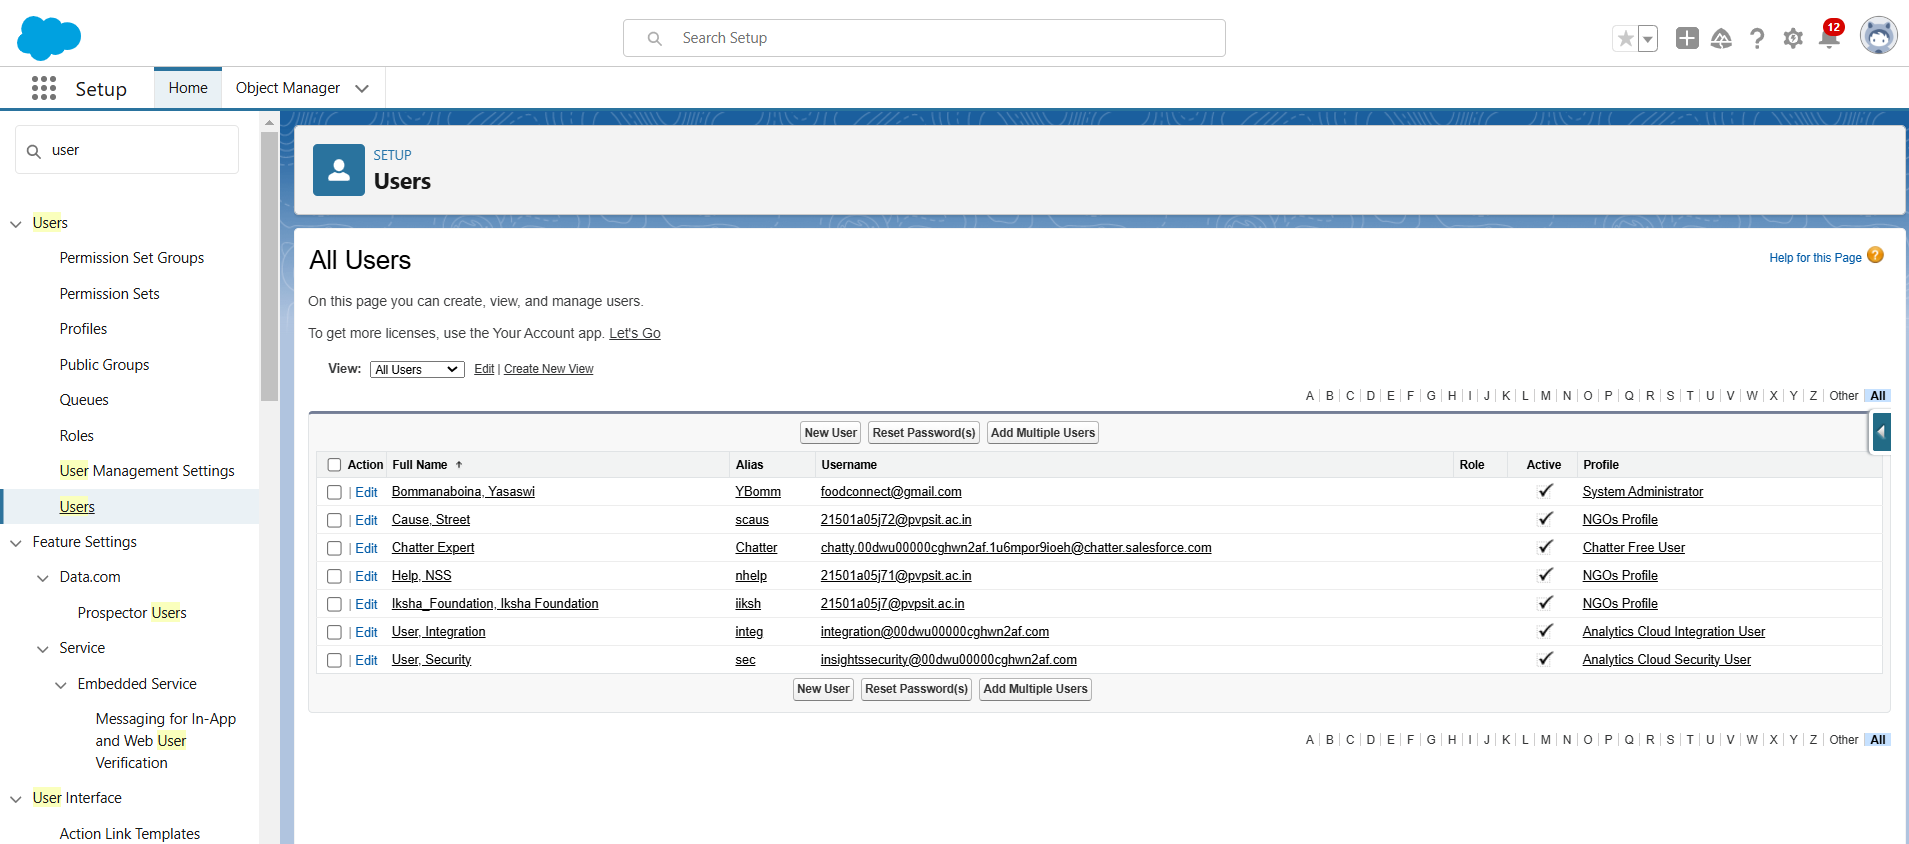 Search Setup
12
Setup
Home
Object Manager
user
Users
Permission Set Groups
Permission Sets
Profiles
Public Groups
Queues
Roles
User Management Settings
Users
Feature Settings
Data.com
Prospector Users
Service
Embedded Service
Messaging for In-App
and Web User
Verification
User Interface
Action Link Templates
SETUP
Users
All Users
Help for this Page ?
On this page you can create, view, and manage users.
To get more licenses, use the Your Account app. Let's Go
View: All Users Edit | Create New View
A | B | C | D | E | F | G | H | I | J | K | L | M | N | O | P | Q | R | S | T | U | V | W | X | Y | Z | Other | All
New User Reset Password(s) Add Multiple Users
Action Full Name ↑ Alias Username Role Active Profile
| Edit Bommanaboina, Yasaswi YBomm foodconnect@gmail.com ✓ System Administrator
| Edit Cause, Street scaus 21501a05j72@pvpsit.ac.in ✓ NGOs Profile
| Edit Chatter Expert Chatter chatty.00dwu00000cghwn2af.1u6mpor9ioeh@chatter.salesforce.com ✓ Chatter Free User
| Edit Help, NSS nhelp 21501a05j71@pvpsit.ac.in ✓ NGOs Profile
| Edit Iksha_Foundation, Iksha Foundation iiksh 21501a05j7@pvpsit.ac.in ✓ NGOs Profile
| Edit User, Integration integ integration@00dwu00000cghwn2af.com ✓ Analytics Cloud Integration User
| Edit User, Security sec insightssecurity@00dwu00000cghwn2af.com ✓ Analytics Cloud Security User
New User Reset Password(s) Add Multiple Users
A | B | C | D | E | F | G | H | I | J | K | L | M | N | O | P | Q | R | S | T | U | V | W | X | Y | Z | Other | All